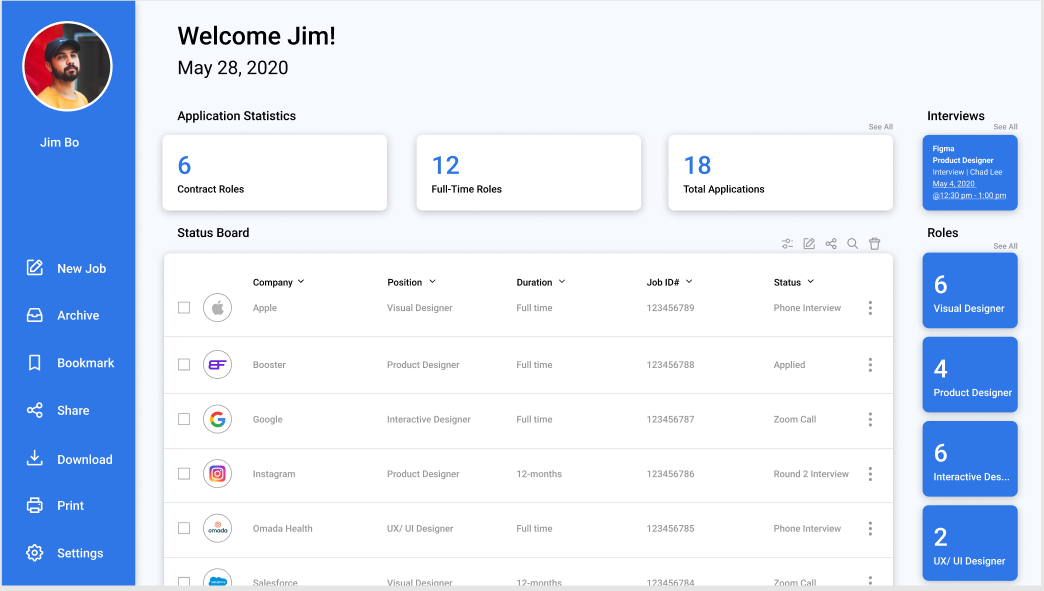 Welcome Jim!
May 28, 2020
Jim Bo
New Job
Archive
Bookmark
Share
Download
Print
Settings
Application Statistics
See All
6
Contract Roles
12
Full-Time Roles
18
Total Applications
Interviews
See All
Figma
Product Designer
Interview | Chad Lee
May 4, 2020
@12:30 pm - 1:00 pm
Status Board
Company Position Duration Job ID# Status
Apple Visual Designer Full time 123456789 Phone Interview
BF Booster Product Designer Full time 123456788 Applied
G Google Interactive Designer Full time 123456787 Zoom Call
Instagram Product Designer 12-months 123456786 Round 2 Interview
omada Omada Health UX/ UI Designer Full time 123456785 Phone Interview
salesforce Salesforce Visual Designer 12-months 123456784 Zoom Call
Roles
See All
6
Visual Designer
4
Product Designer
6
Interactive Des...
2
UX/ UI Designer